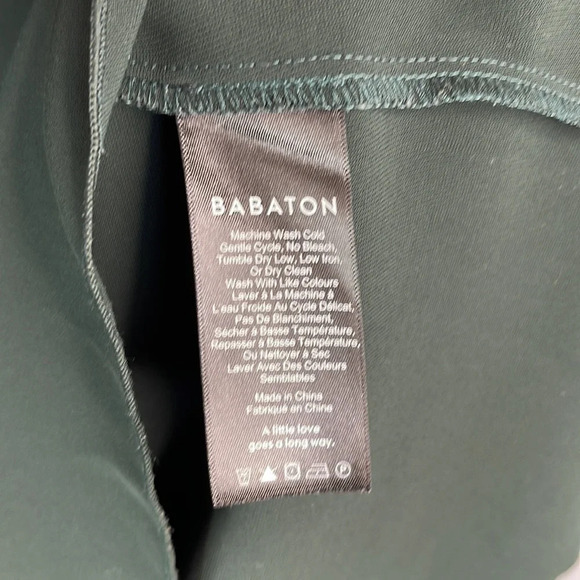 BABATON
Machine Wash Cold
Gentle Cycle, No Bleach,
Tumble Dry Low, Low Iron,
Or Dry Clean
Wash With Like Colours
Laver à La Machine à
L'eau Froide Au Cycle Délicat,
Pas De Blanchiment,
Sécher à Basse Température,
Repasser à Basse Température,
Ou Nettoyer à Sec
Laver Avec Des Couleurs
Semblables
Made in China
Fabriqué en Chine
A little love
goes a long way.